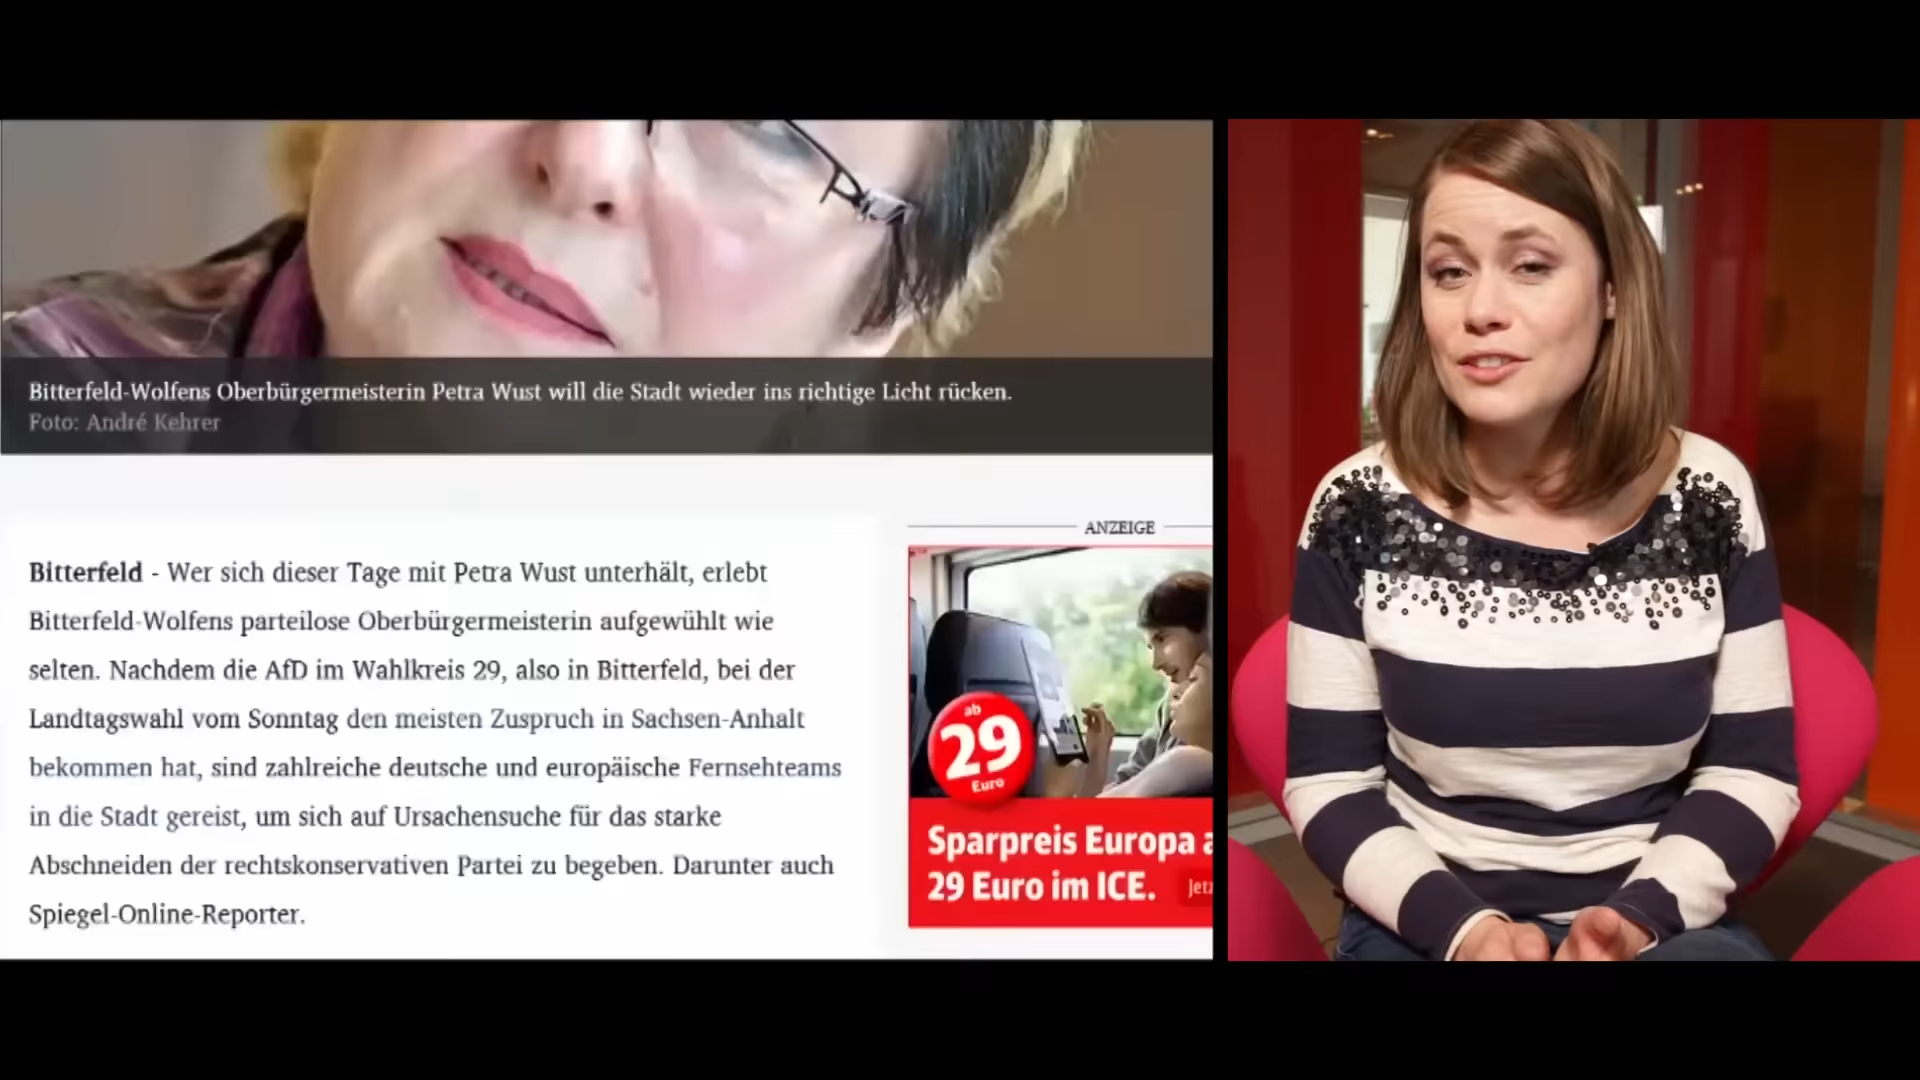 Bitterfeld-Wolfens Oberbürgermeisterin Petra Wust will die Stadt wieder ins richtige Licht rücken.
Foto: André Kehrer
Bitterfeld - Wer sich dieser Tage mit Petra Wust unterhält, erlebt
Bitterfeld-Wolfens parteilose Oberbürgermeisterin aufgewühlt wie
selten. Nachdem die AfD im Wahlkreis 29, also in Bitterfeld, bei der
Landtagswahl vom Sonntag den meisten Zuspruch in Sachsen-Anhalt
bekommen hat, sind zahlreiche deutsche und europäische Fernsehteams
in die Stadt gereist, um sich auf Ursachensuche für das starke
Abschneiden der rechtskonservativen Partei zu begeben. Darunter auch
Spiegel-Online-Reporter.
ANZEIGE
ab
29
Euro
Sparpreis Europa a
29 Euro im ICE.
Jetz